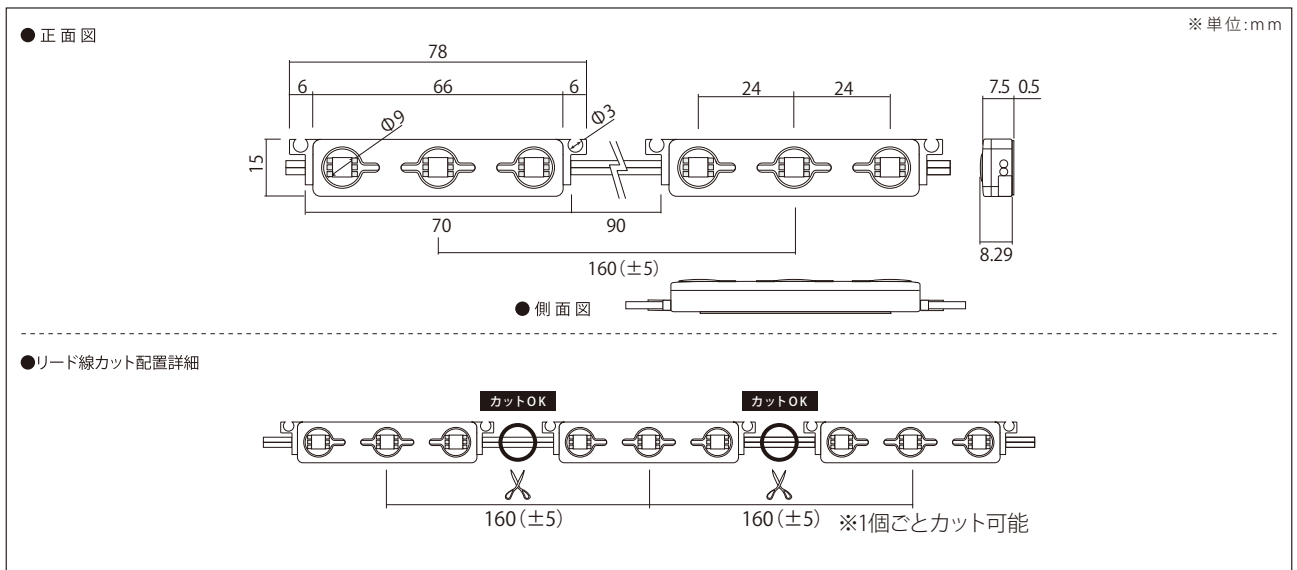 ● 正面図
※単位:mm
78
6 66 6
24 24
7.5 0.5
Φ9
Φ3
15
70 90
8.29
160(±5)
● 側面図
●リード線カット配置詳細
カットOK カットOK
160(±5) 160(±5) ※1個ごとカット可能